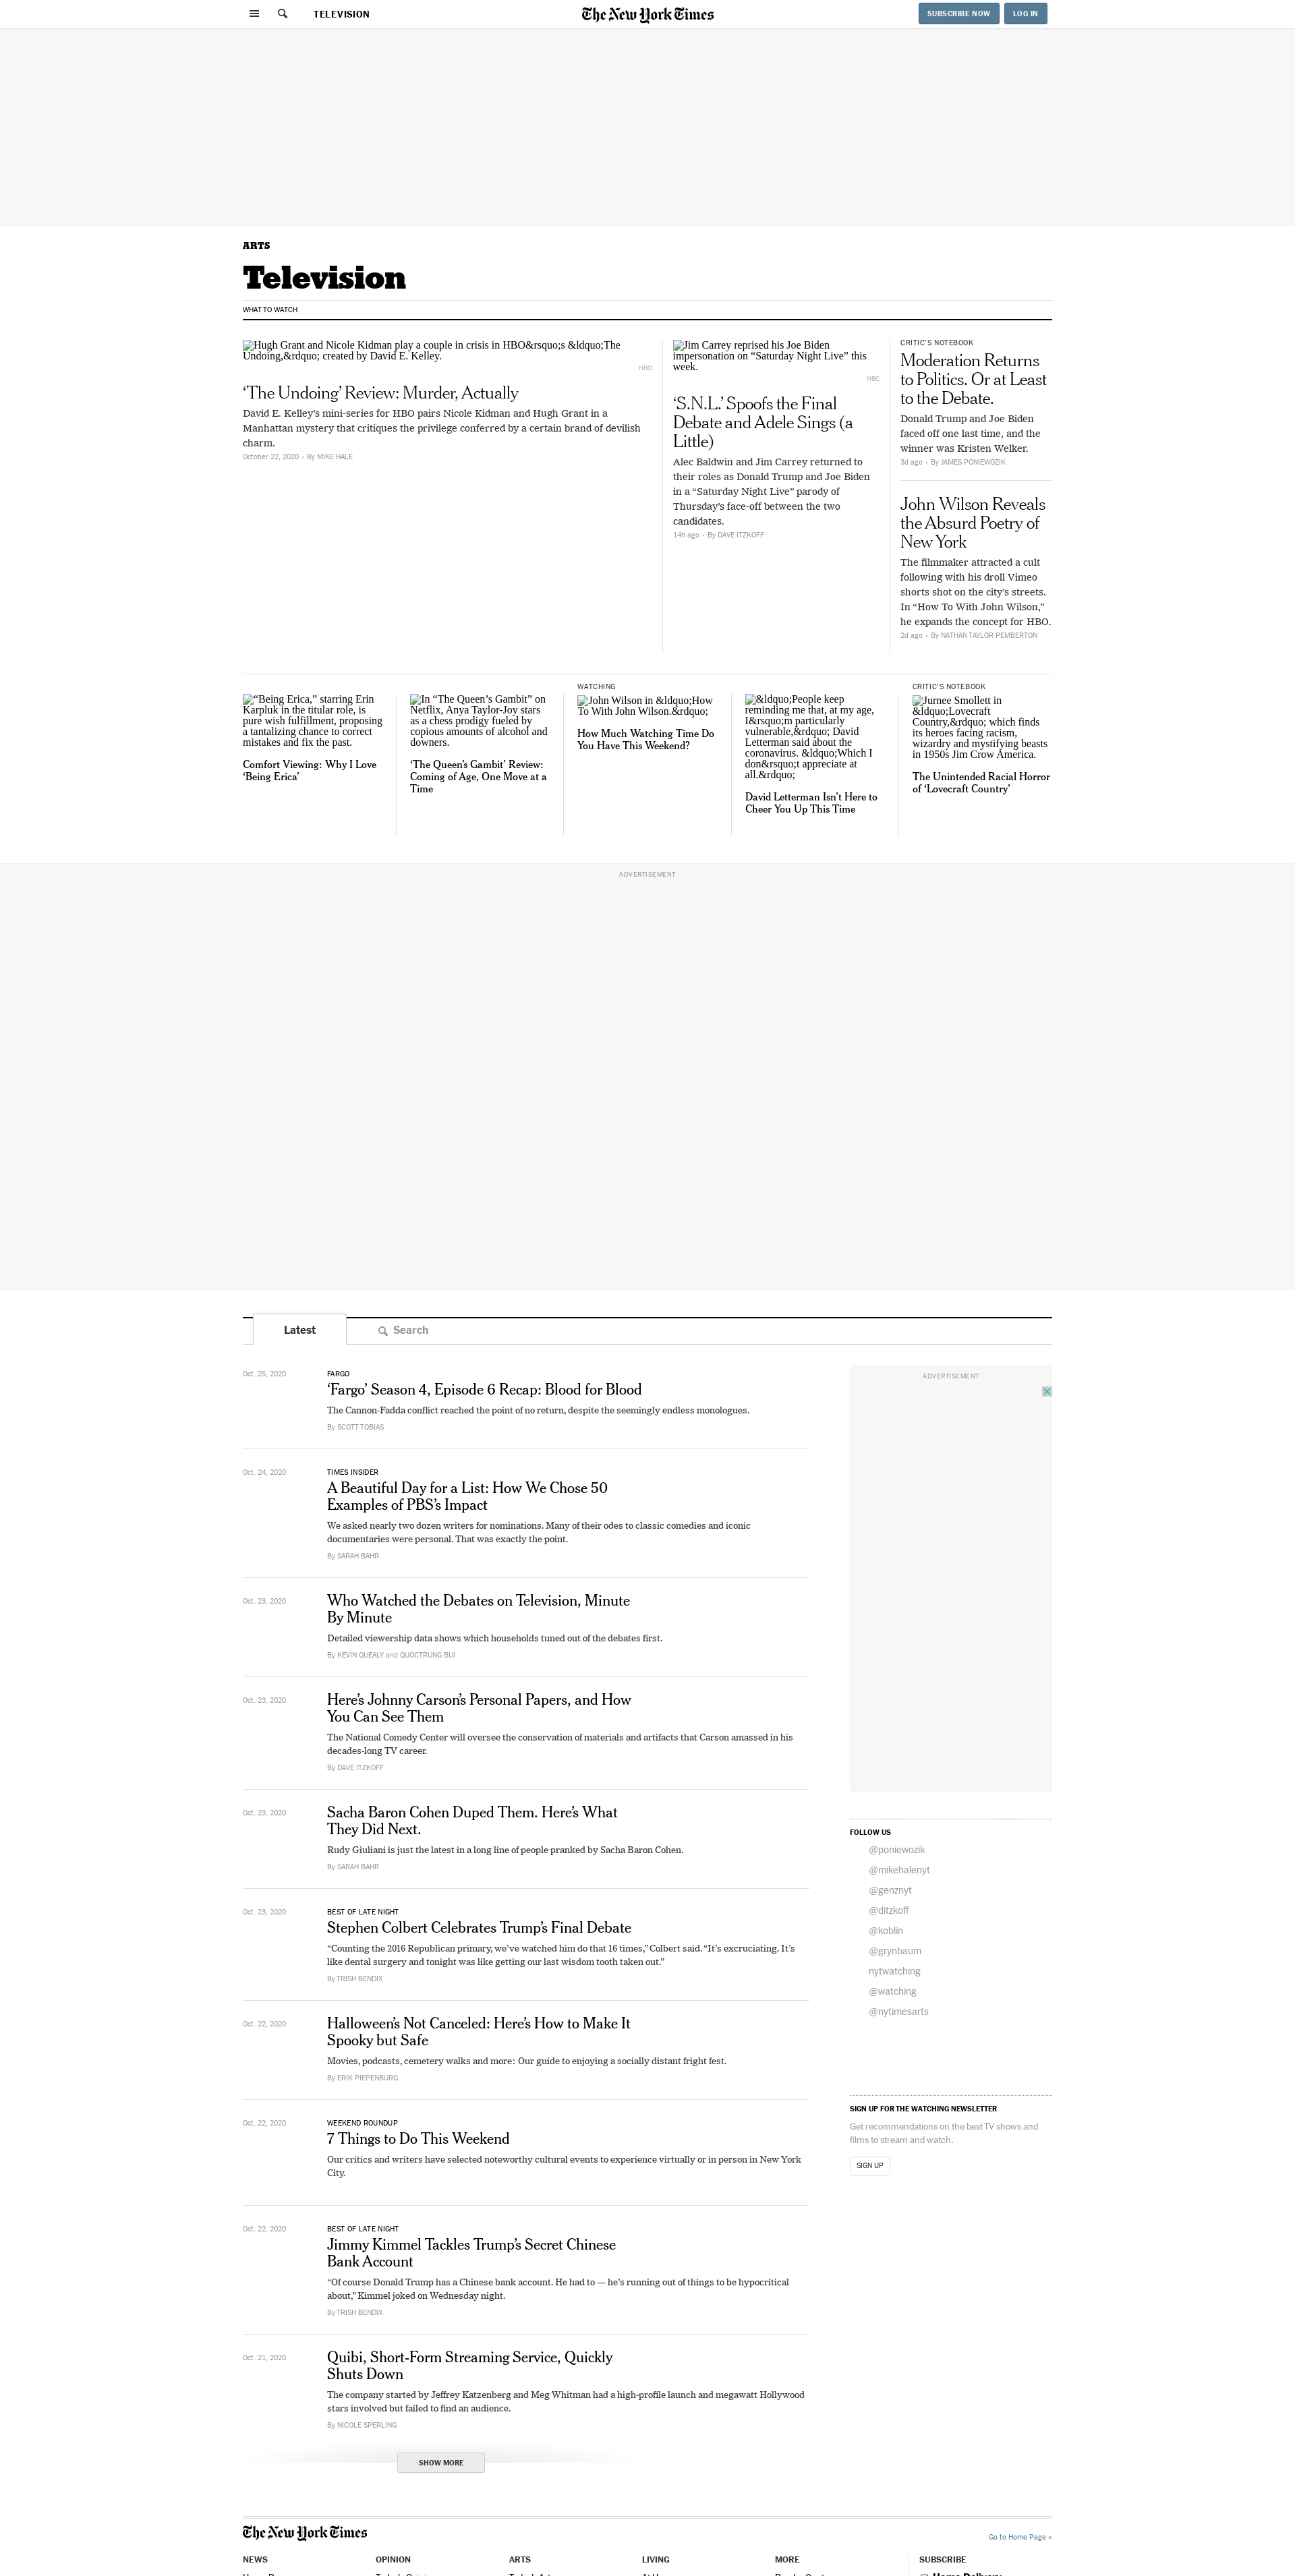 TELEVISION
The New York Times
SUBSCRIBE NOW
LOG IN
ARTS
Television
WHAT TO WATCH
Hugh Grant and Nicole Kidman play a couple in crisis in HBO&rsquo;s &ldquo;The
Undoing,&rdquo; created by David E. Kelley.
HBO
‘The Undoing’ Review: Murder, Actually
David E. Kelley’s mini-series for HBO pairs Nicole Kidman and Hugh Grant in a
Manhattan mystery that critiques the privilege conferred by a certain brand of devilish
charm.
October 22, 2020 • By MIKE HALE
Jim Carrey reprised his Joe Biden
impersonation on “Saturday Night Live” this
week.
NBC
‘S.N.L.’ Spoofs the Final
Debate and Adele Sings (a
Little)
Alec Baldwin and Jim Carrey returned to
their roles as Donald Trump and Joe Biden
in a “Saturday Night Live” parody of
Thursday’s face-off between the two
candidates.
14h ago • By DAVE ITZKOFF
CRITIC’S NOTEBOOK
Moderation Returns
to Politics. Or at Least
to the Debate.
Donald Trump and Joe Biden
faced off one last time, and the
winner was Kristen Welker.
3d ago • By JAMES PONIEWOZIK
John Wilson Reveals
the Absurd Poetry of
New York
The filmmaker attracted a cult
following with his droll Vimeo
shorts shot on the city’s streets.
In “How To With John Wilson,”
he expands the concept for HBO.
2d ago • By NATHAN TAYLOR PEMBERTON
“Being Erica,” starring Erin
Karpluk in the titular role, is
pure wish fulfillment, proposing
a tantalizing chance to correct
mistakes and fix the past.
Comfort Viewing: Why I Love
‘Being Erica’
In “The Queen’s Gambit” on
Netflix, Anya Taylor-Joy stars
as a chess prodigy fueled by
copious amounts of alcohol and
downers.
‘The Queen’s Gambit’ Review:
Coming of Age, One Move at a
Time
WATCHING
John Wilson in &ldquo;How
To With John Wilson.&rdquo;
How Much Watching Time Do
You Have This Weekend?
&ldquo;People keep
reminding me that, at my age,
I&rsquo;m particularly
vulnerable,&rdquo; David
Letterman said about the
coronavirus. &ldquo;Which I
don&rsquo;t appreciate at
all.&rdquo;
David Letterman Isn’t Here to
Cheer You Up This Time
CRITIC’S NOTEBOOK
Jurnee Smollett in
&ldquo;Lovecraft
Country,&rdquo; which finds
its heroes facing racism,
wizardry and mystifying beasts
in 1950s Jim Crow America.
The Unintended Racial Horror
of ‘Lovecraft Country’
ADVERTISEMENT
Latest
Search
Oct. 25, 2020
FARGO
‘Fargo’ Season 4, Episode 6 Recap: Blood for Blood
The Cannon-Fadda conflict reached the point of no return, despite the seemingly endless monologues.
By SCOTT TOBIAS
Oct. 24, 2020
TIMES INSIDER
A Beautiful Day for a List: How We Chose 50
Examples of PBS’s Impact
We asked nearly two dozen writers for nominations. Many of their odes to classic comedies and iconic
documentaries were personal. That was exactly the point.
By SARAH BAHR
Oct. 23, 2020
Who Watched the Debates on Television, Minute
By Minute
Detailed viewership data shows which households tuned out of the debates first.
By KEVIN QUEALY and QUOCTRUNG BUI
Oct. 23, 2020
Here’s Johnny Carson’s Personal Papers, and How
You Can See Them
The National Comedy Center will oversee the conservation of materials and artifacts that Carson amassed in his
decades-long TV career.
By DAVE ITZKOFF
Oct. 23, 2020
Sacha Baron Cohen Duped Them. Here’s What
They Did Next.
Rudy Giuliani is just the latest in a long line of people pranked by Sacha Baron Cohen.
By SARAH BAHR
Oct. 23, 2020
BEST OF LATE NIGHT
Stephen Colbert Celebrates Trump’s Final Debate
“Counting the 2016 Republican primary, we’ve watched him do that 16 times,” Colbert said. “It’s excruciating. It’s
like dental surgery and tonight was like getting our last wisdom tooth taken out.”
By TRISH BENDIX
Oct. 22, 2020
Halloween’s Not Canceled: Here’s How to Make It
Spooky but Safe
Movies, podcasts, cemetery walks and more: Our guide to enjoying a socially distant fright fest.
By ERIK PIEPENBURG
Oct. 22, 2020
WEEKEND ROUNDUP
7 Things to Do This Weekend
Our critics and writers have selected noteworthy cultural events to experience virtually or in person in New York
City.
Oct. 22, 2020
BEST OF LATE NIGHT
Jimmy Kimmel Tackles Trump’s Secret Chinese
Bank Account
“Of course Donald Trump has a Chinese bank account. He had to — he’s running out of things to be hypocritical
about,” Kimmel joked on Wednesday night.
By TRISH BENDIX
Oct. 21, 2020
Quibi, Short-Form Streaming Service, Quickly
Shuts Down
The company started by Jeffrey Katzenberg and Meg Whitman had a high-profile launch and megawatt Hollywood
stars involved but failed to find an audience.
By NICOLE SPERLING
SHOW MORE
ADVERTISEMENT
FOLLOW US
@poniewozik
@mikehalenyt
@genznyt
@ditzkoff
@koblin
@grynbaum
nytwatching
@watching
@nytimesarts
SIGN UP FOR THE WATCHING NEWSLETTER
Get recommendations on the best TV shows and
films to stream and watch.
SIGN UP
The New York Times
Go to Home Page »
NEWS
OPINION
ARTS
LIVING
MORE
SUBSCRIBE